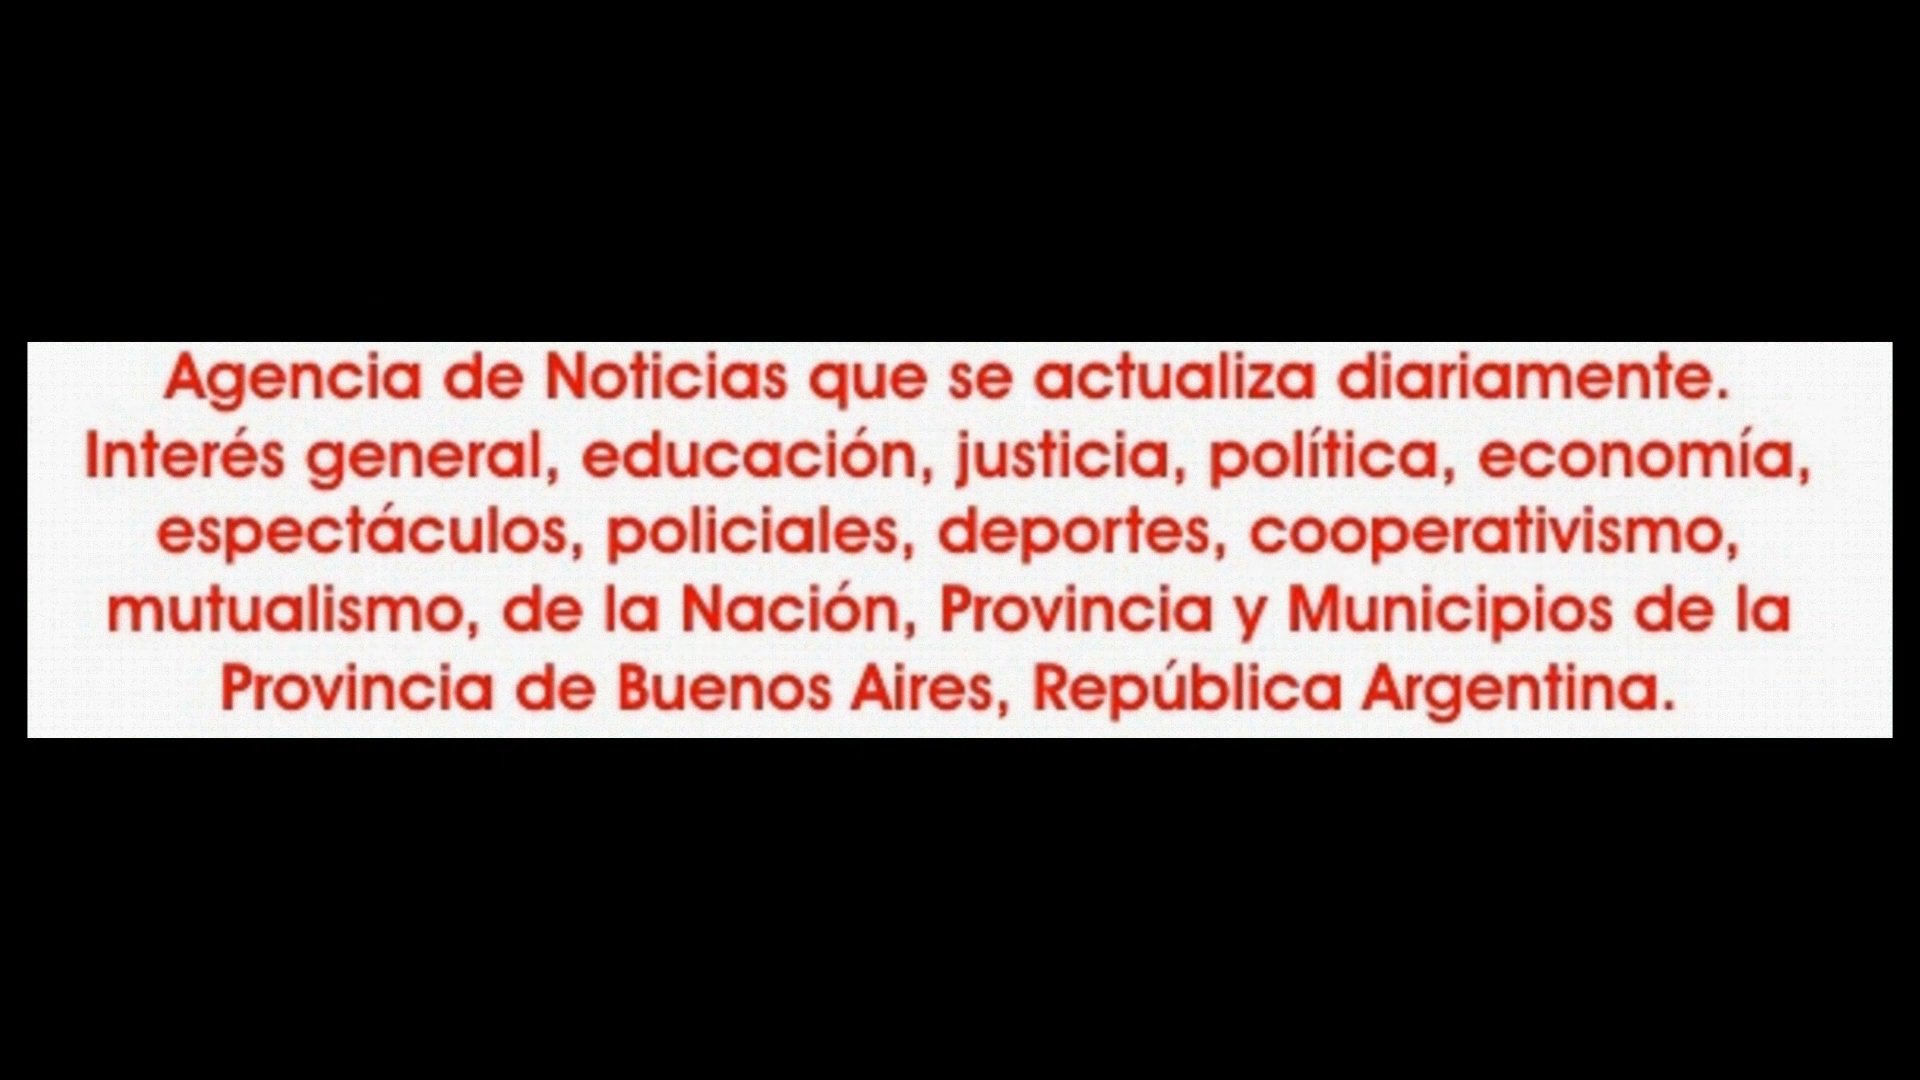 Agencia de Noticias que se actualiza diariamente.
Interés general, educación, justicia, política, economía,
espectáculos, policiales, deportes, cooperativismo,
mutualismo, de la Nación, Provincia y Municipios de la
Provincia de Buenos Aires, República Argentina.